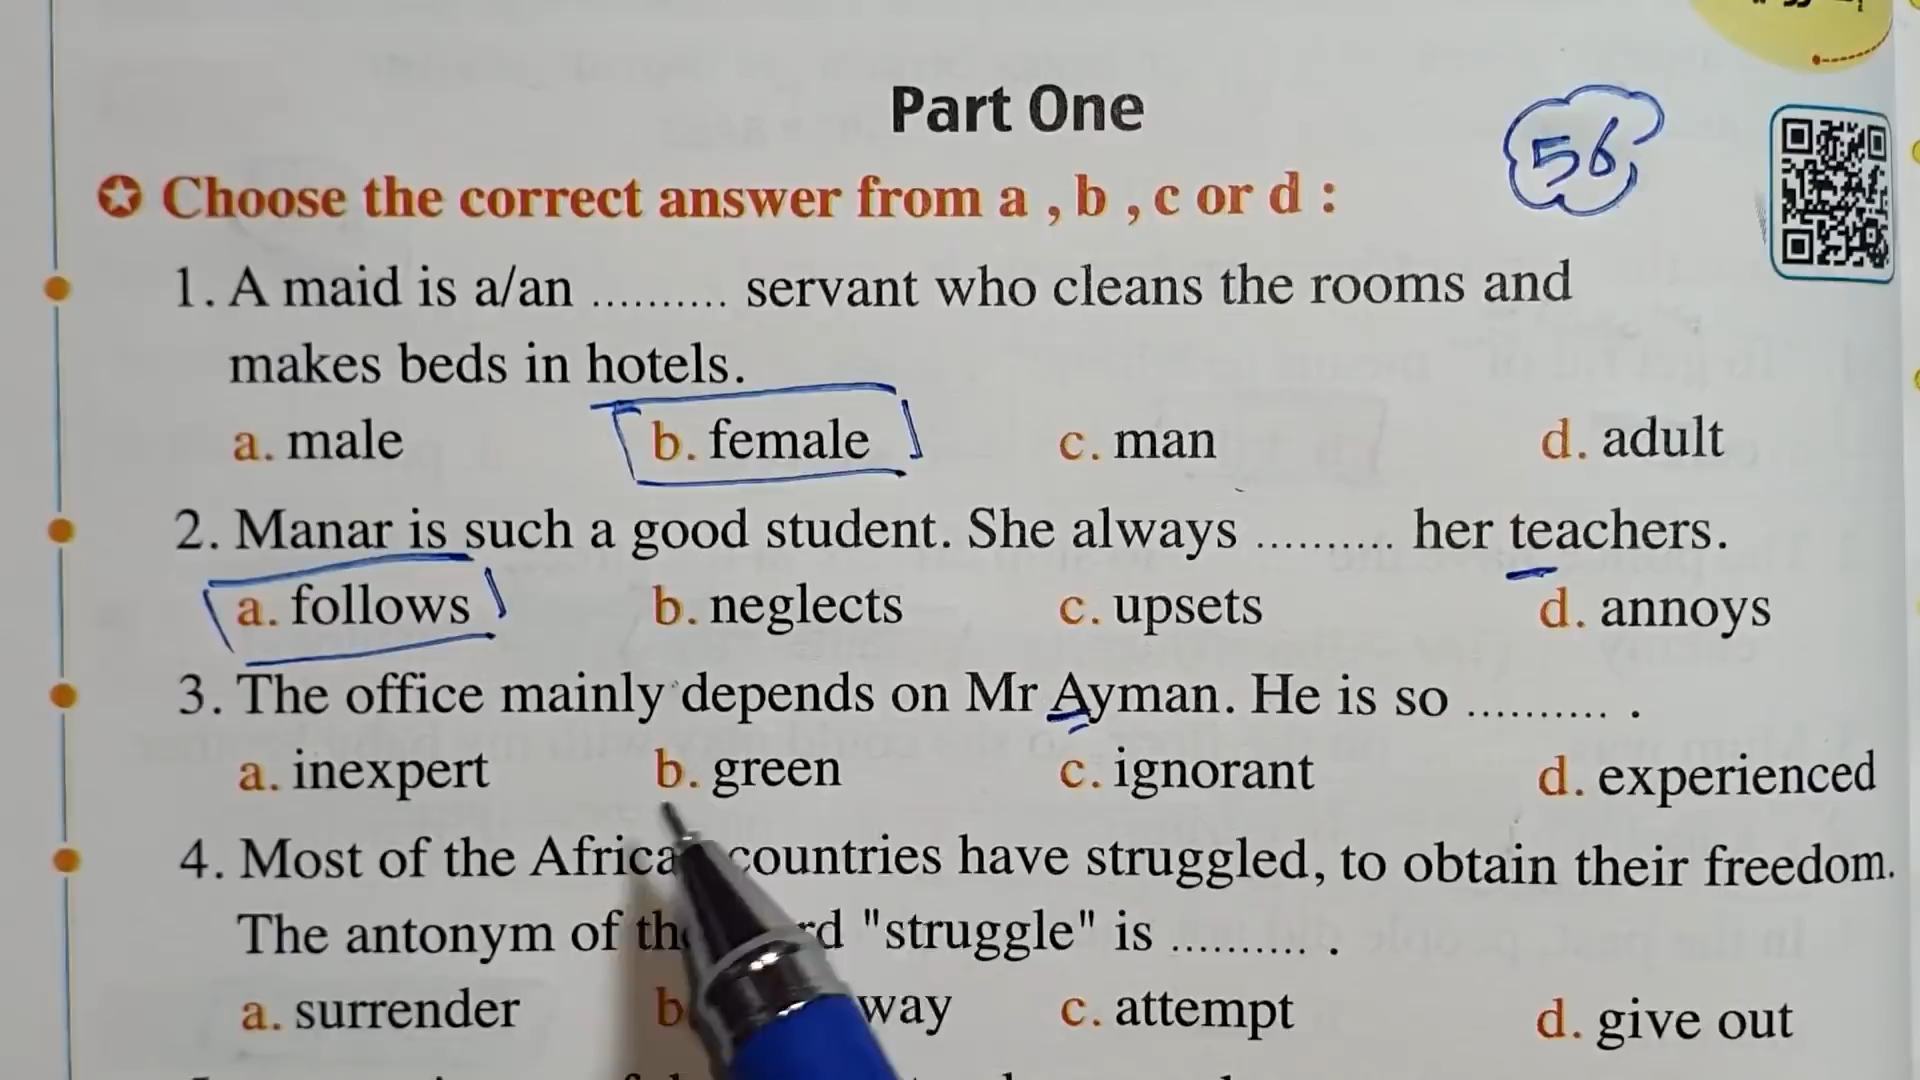 Part One
56
Choose the correct answer from a , b , c or d :
1. A maid is a/an .......... servant who cleans the rooms and
makes beds in hotels.
a. male b. female c. man d. adult
2. Manar is such a good student. She always .......... her teachers.
a. follows b. neglects c. upsets d. annoys
3. The office mainly depends on Mr Ayman. He is so .......... .
a. inexpert b. green c. ignorant d. experienced
4. Most of the Africa countries have struggled, to obtain their freedom.
The antonym of "struggle" is .......... .
a. surrender b way c. attempt d. give out